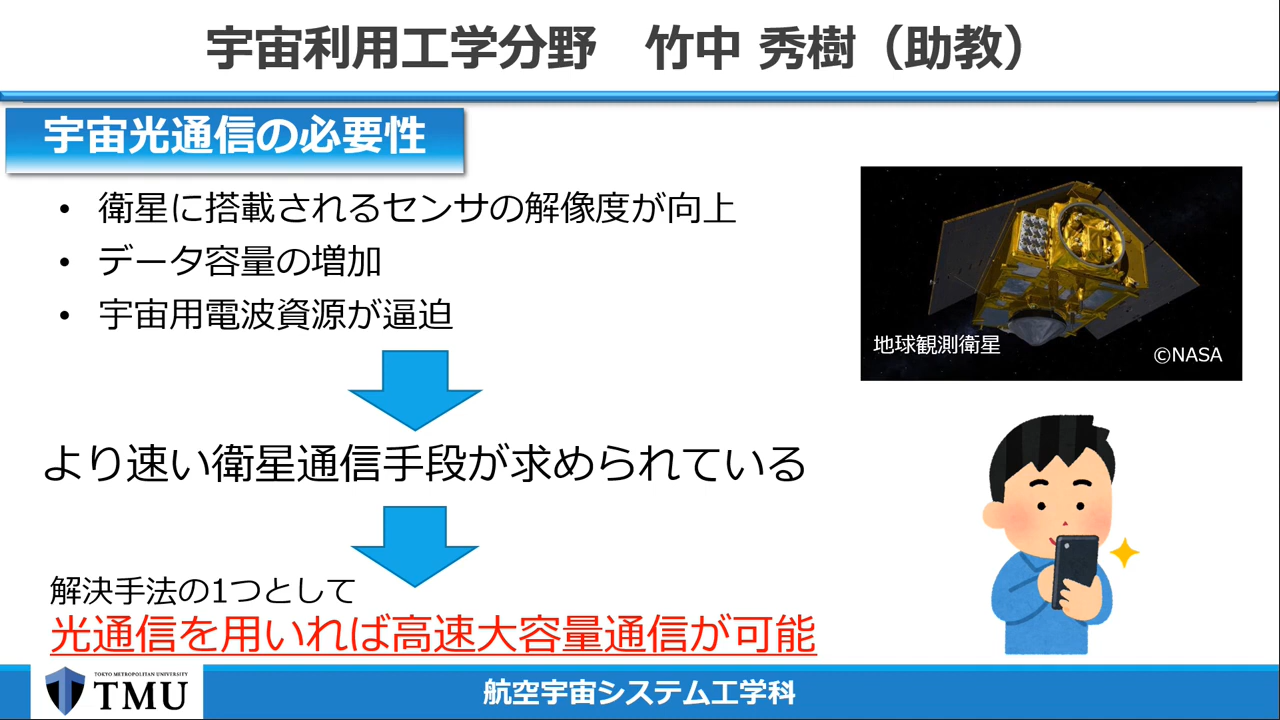 宇宙利用工学分野　竹中 秀樹（助教）
宇宙光通信の必要性
• 衛星に搭載されるセンサの解像度が向上
• データ容量の増加
• 宇宙用電波資源が逼迫
地球観測衛星
©NASA
より速い衛星通信手段が求められている
解決手法の1つとして
光通信を用いれば高速大容量通信が可能
TOKYO METROPOLITAN UNIVERSITY
TMU
航空宇宙システム工学科